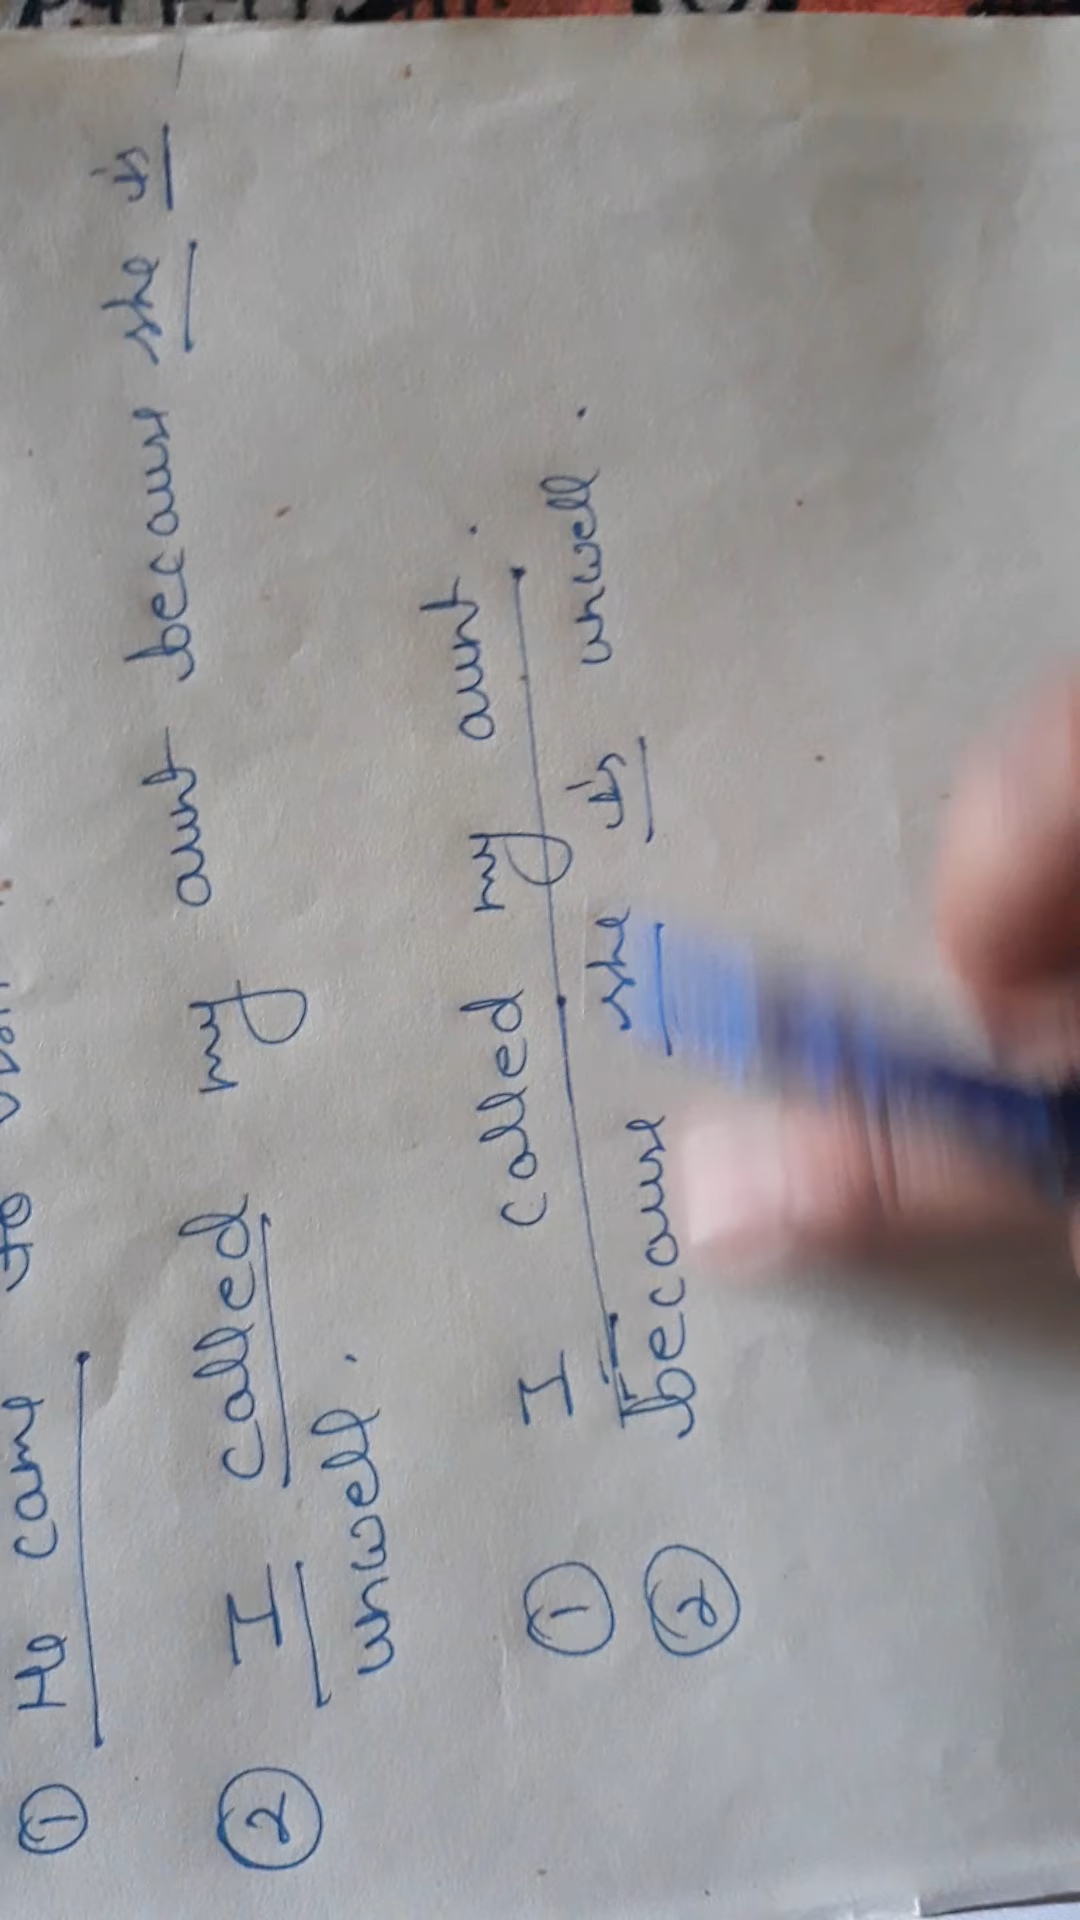 ① He came to
② I called my aunt because she is
unwell.
① I called my aunt.
② because she is unwell.